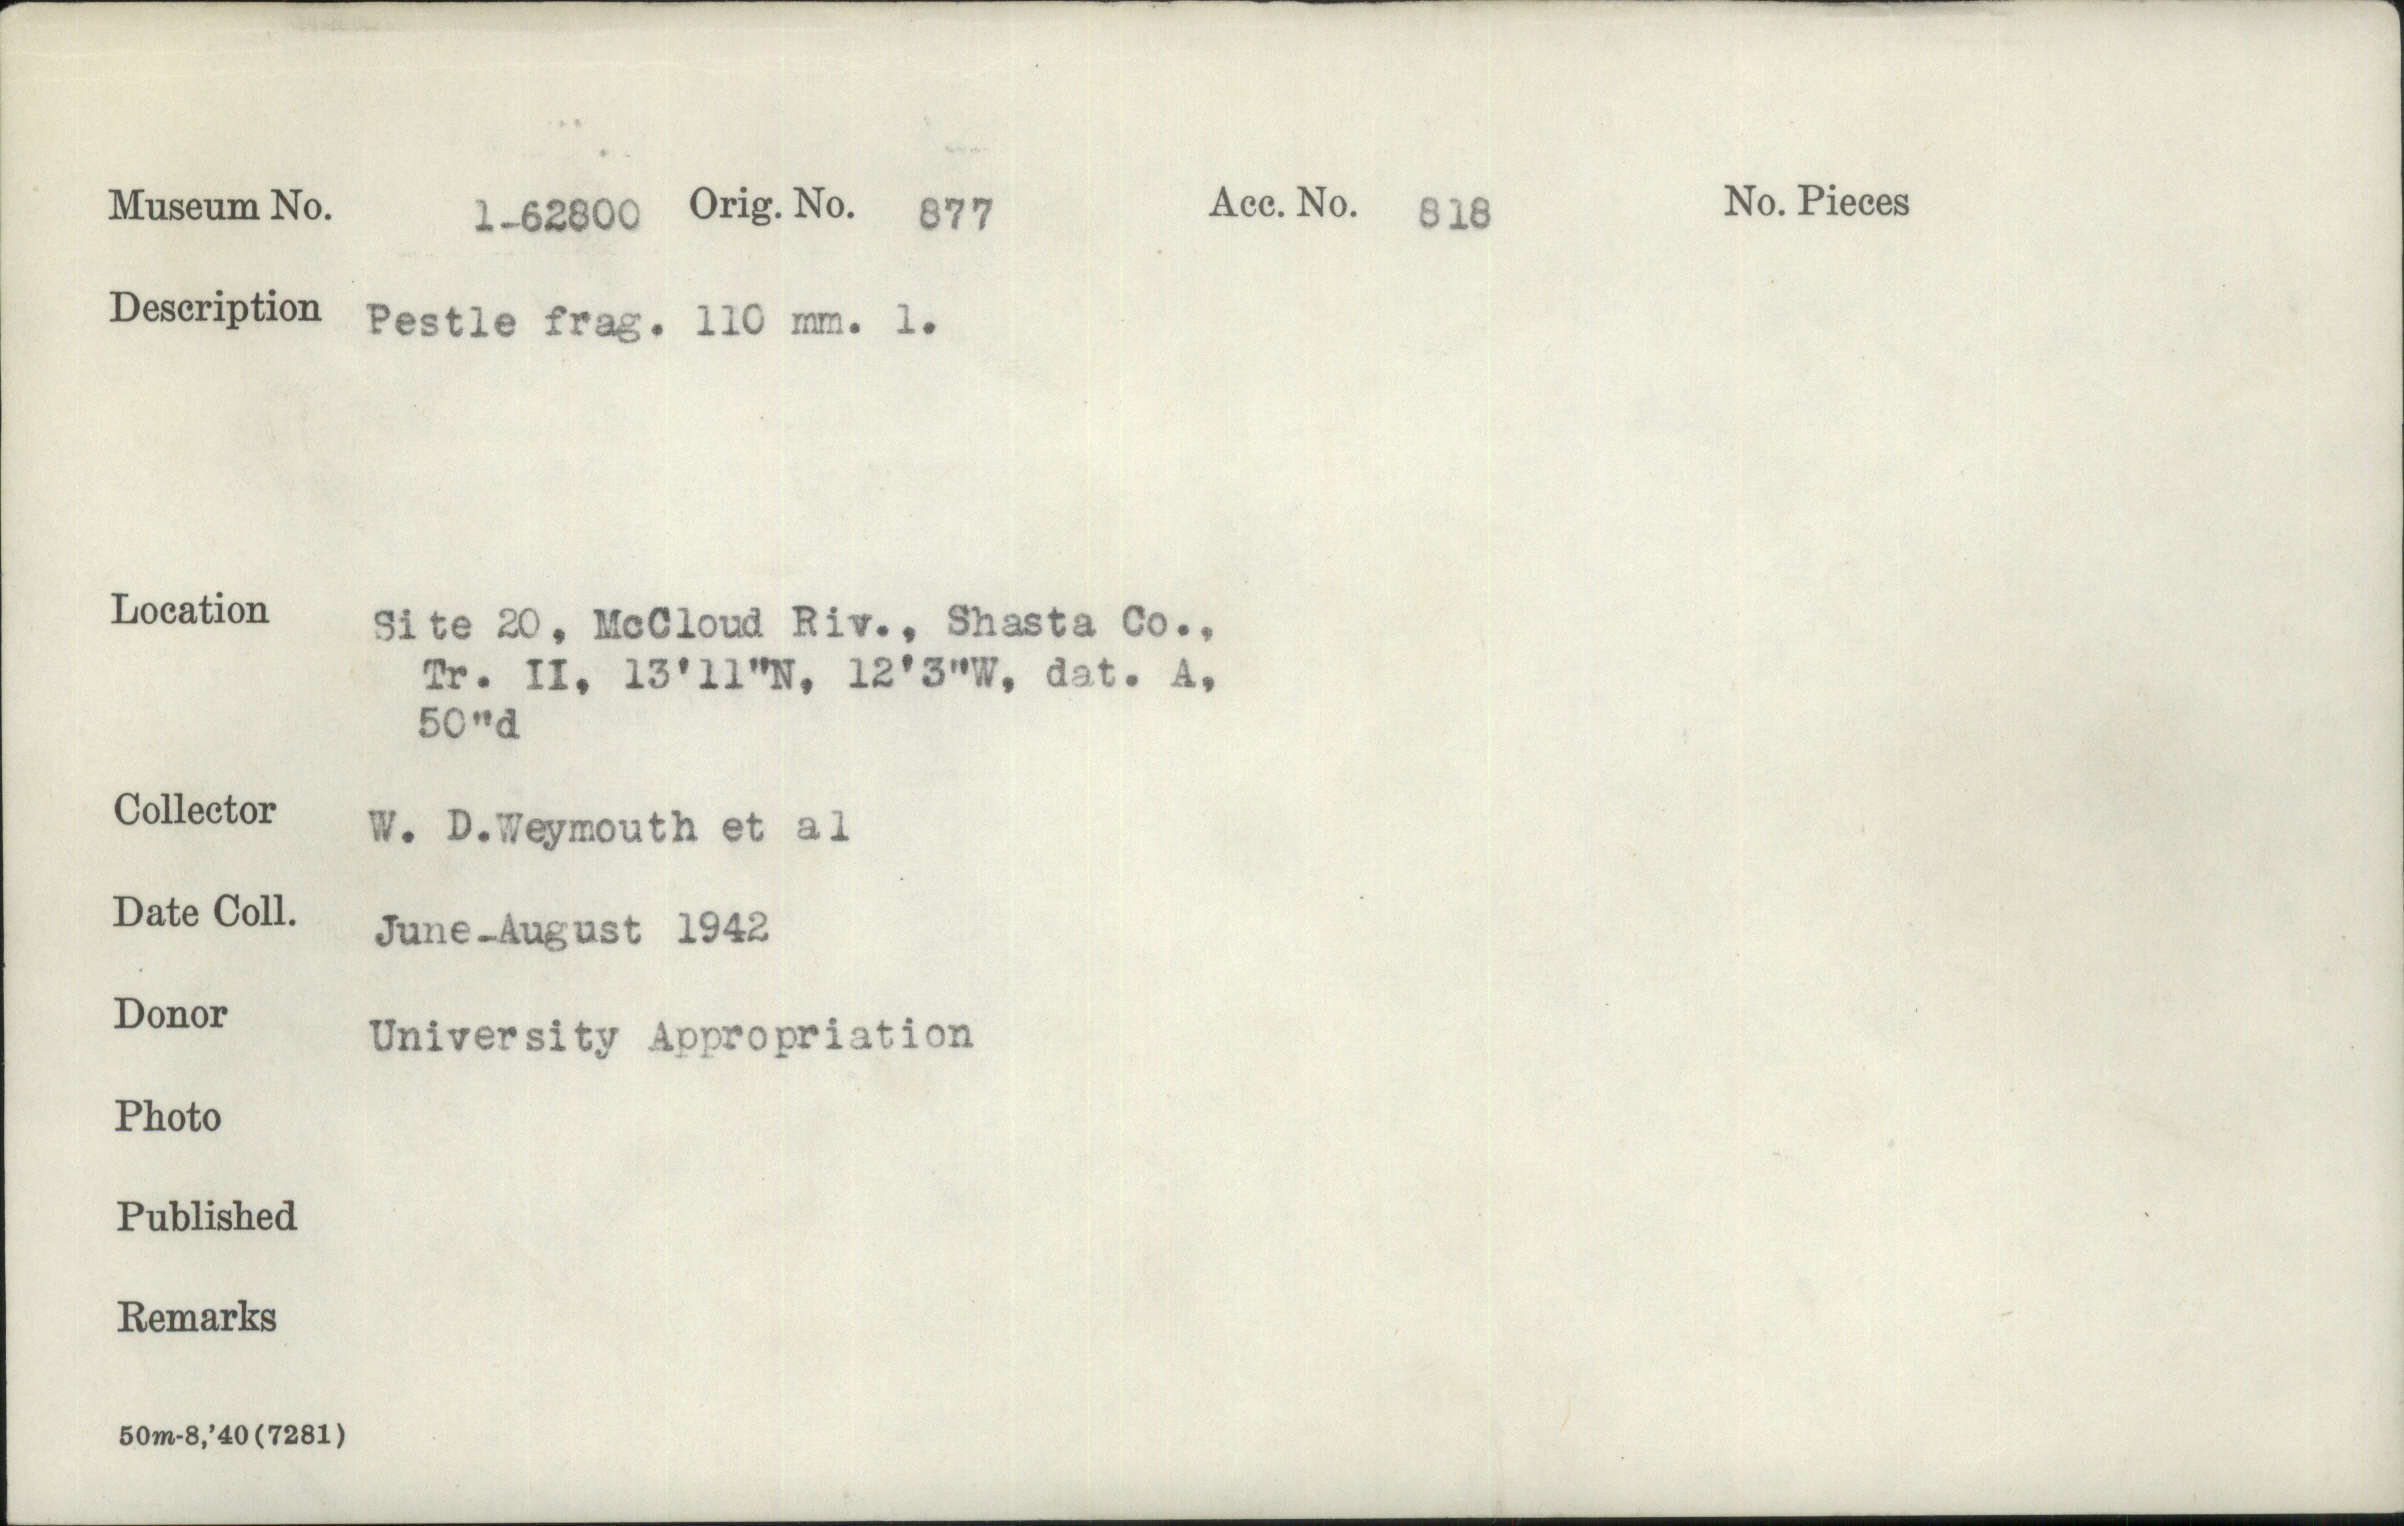 Museum No. 1-62800 Orig. No. 877 Acc. No. 818 No. Pieces
Description Pestle frag. 110 mm. l.
Location Site 20, McCloud Riv., Shasta Co.,
Tr. II, 13'11"N, 12'3"W, dat. A,
50"d
Collector W. D.Weymouth et al
Date Coll. June-August 1942
Donor University Appropriation
Photo
Published
Remarks
50m-8,'40(7281)